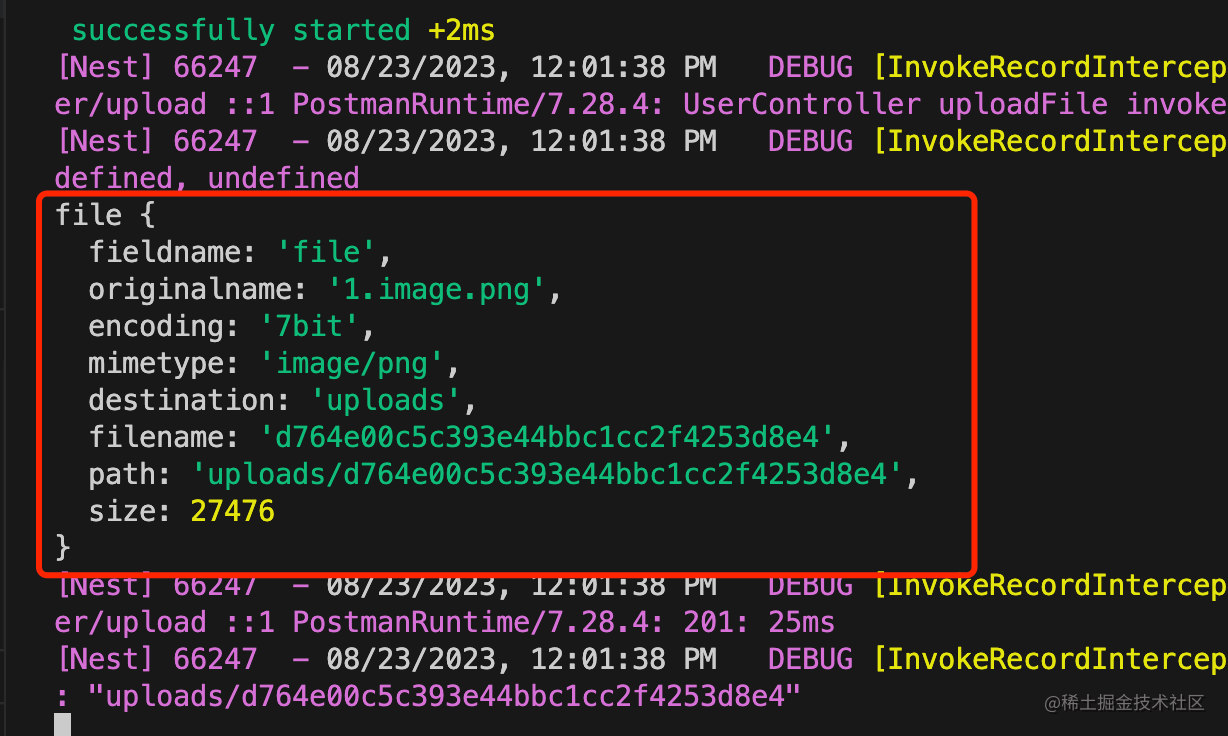 successfully started +2ms
[Nest] 66247  - 08/23/2023, 12:01:38 PM   DEBUG [InvokeRecordIntercep
er/upload ::1 PostmanRuntime/7.28.4: UserController uploadFile invoke
[Nest] 66247  - 08/23/2023, 12:01:38 PM   DEBUG [InvokeRecordIntercep
defined, undefined
file {
  fieldname: 'file',
  originalname: '1.image.png',
  encoding: '7bit',
  mimetype: 'image/png',
  destination: 'uploads',
  filename: 'd764e00c5c393e44bbc1cc2f4253d8e4',
  path: 'uploads/d764e00c5c393e44bbc1cc2f4253d8e4',
  size: 27476
}
[Nest] 66247  - 08/23/2023, 12:01:38 PM   DEBUG [InvokeRecordIntercep
er/upload ::1 PostmanRuntime/7.28.4: 201: 25ms
[Nest] 66247  - 08/23/2023, 12:01:38 PM   DEBUG [InvokeRecordIntercep
: "uploads/d764e00c5c393e44bbc1cc2f4253d8e4"
@稀土掘金技术社区